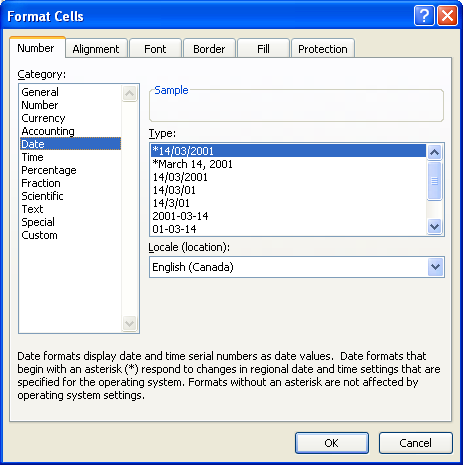 Format Cells
Number
Alignment
Font
Border
Fill
Protection
Category:
General
Number
Currency
Accounting
Date
Time
Percentage
Fraction
Scientific
Text
Special
Custom
Sample
Type:
*14/03/2001
*March 14, 2001
14/03/2001
14/03/01
14/3/01
2001-03-14
01-03-14
Locale (location):
English (Canada)
Date formats display date and time serial numbers as date values.  Date formats that
begin with an asterisk (*) respond to changes in regional date and time settings that are
specified for the operating system. Formats without an asterisk are not affected by
operating system settings.
OK
Cancel